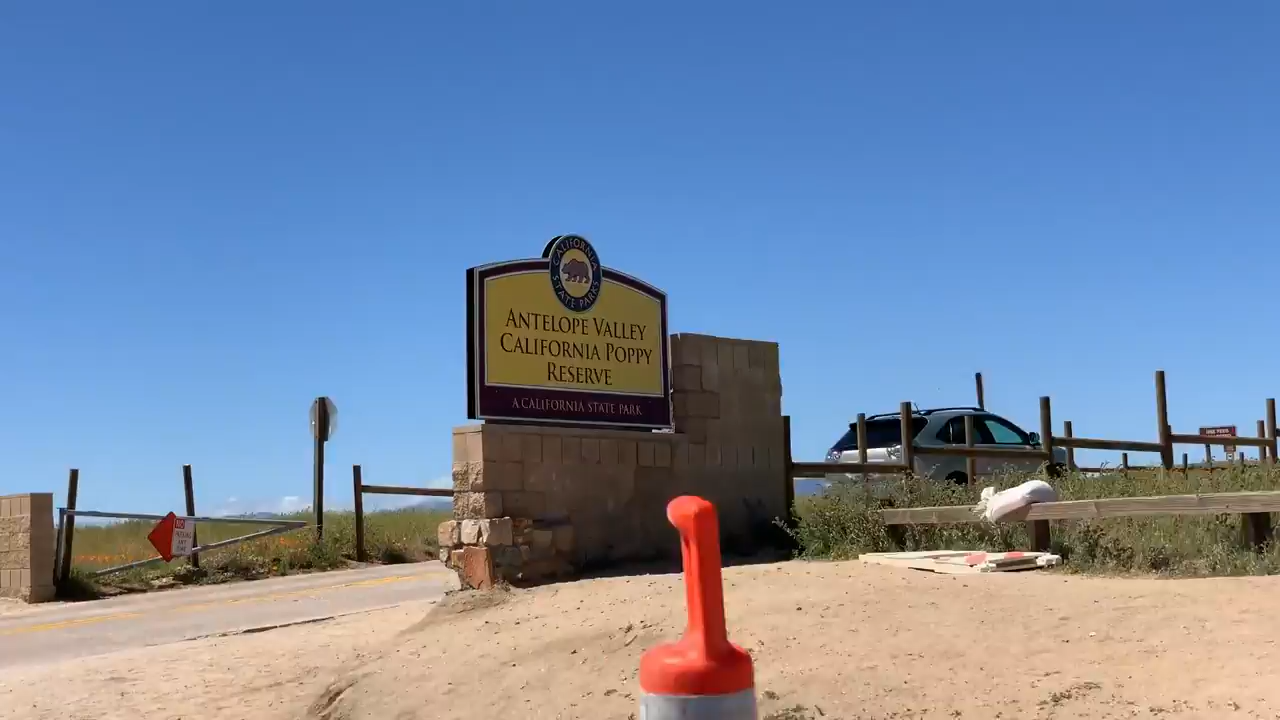 CALIFORNIA
STATE PARKS
ANTELOPE VALLEY
CALIFORNIA POPPY
RESERVE
A CALIFORNIA STATE PARK